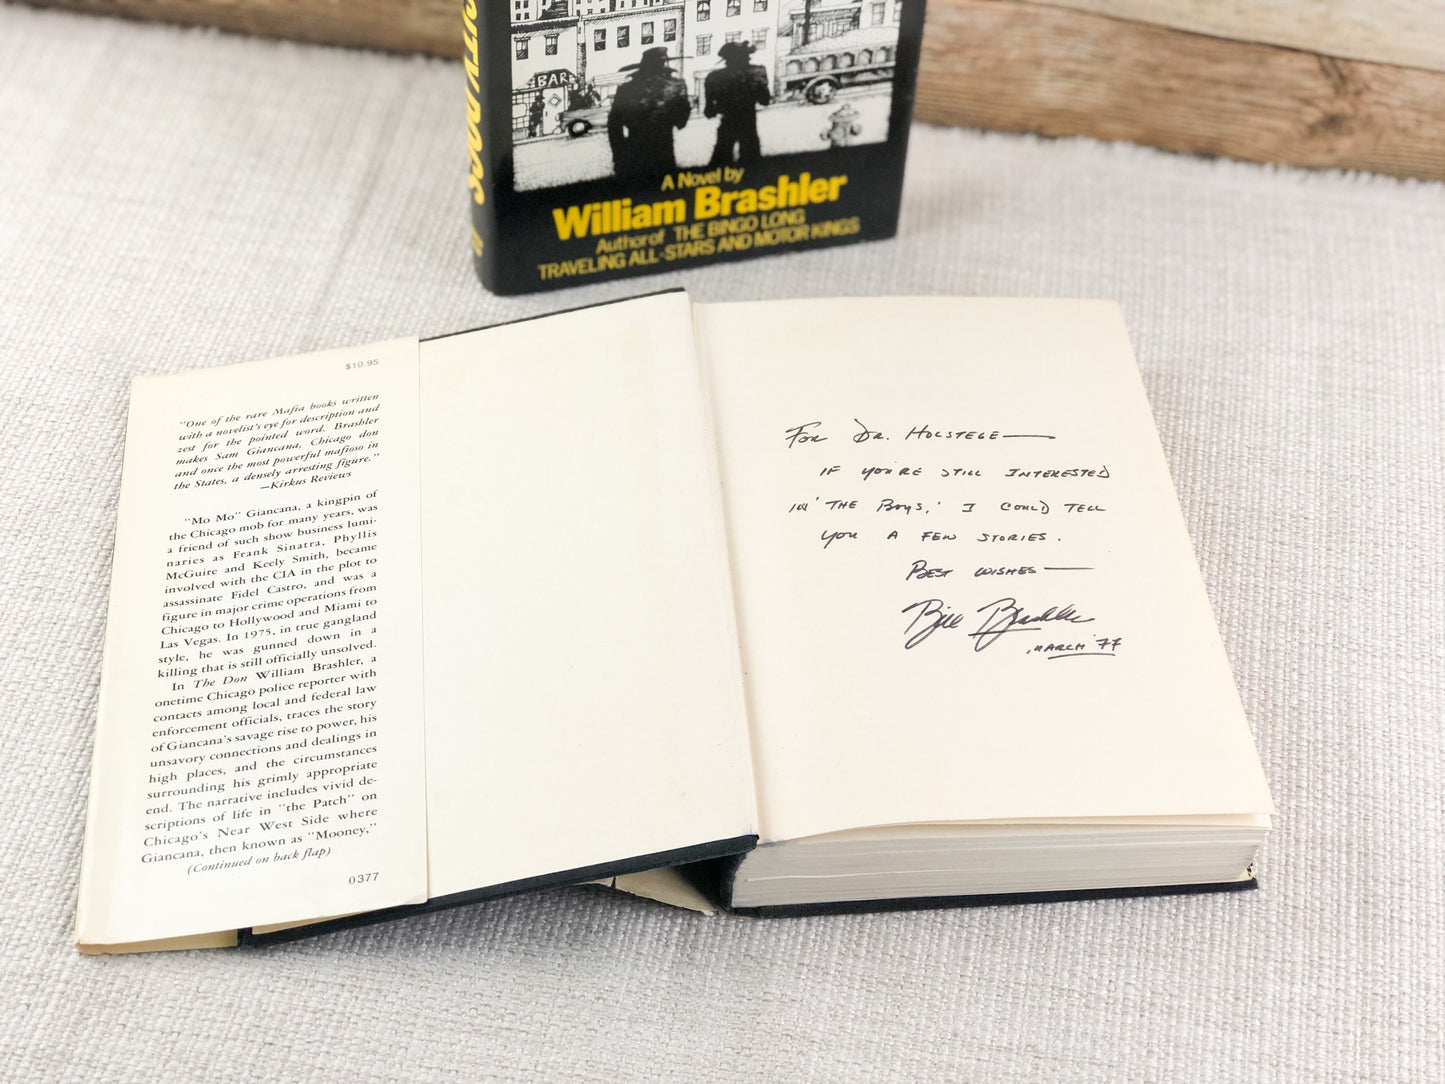 BAR
A Novel by
William Brashler
Author of THE BINGO LONG
TRAVELING ALL-STARS AND MOTOR KINGS
$10.95
"One of the rare Mafia books written
with a novelist's eye for description and
zest for the pointed word. Brashler
makes Sam Giancana, Chicago don
and once the most powerful mafioso in
the States, a densely arresting figure."
—Kirkus Reviews
"Mo Mo" Giancana, a kingpin of
the Chicago mob for many years, was
a friend of such show business lumi-
naries as Frank Sinatra, Phyllis
McGuire and Keely Smith, became
involved with the CIA in the plot to
assassinate Fidel Castro, and was a
figure in major crime operations from
Chicago to Hollywood and Miami to
Las Vegas. In 1975, in true gangland
style, he was gunned down in a
killing that is still officially unsolved.
In The Don William Brashler, a
onetime Chicago police reporter with
contacts among local and federal law
enforcement officials, traces the story
of Giancana's savage rise to power, his
unsavory connections and dealings in
high places, and the circumstances
surrounding his grimly appropriate
end. The narrative includes vivid de-
scriptions of life in "the Patch" on
Chicago's Near West Side where
Giancana, then known as "Mooney,"
(Continued on back flap)
0377
FOR DR. HOLSTEGE—
IF YOU'RE STILL INTERESTED
IN 'THE BOYS,' I COULD TELL
YOU A FEW STORIES.
BEST WISHES—
Bill Brashler
MARCH '77